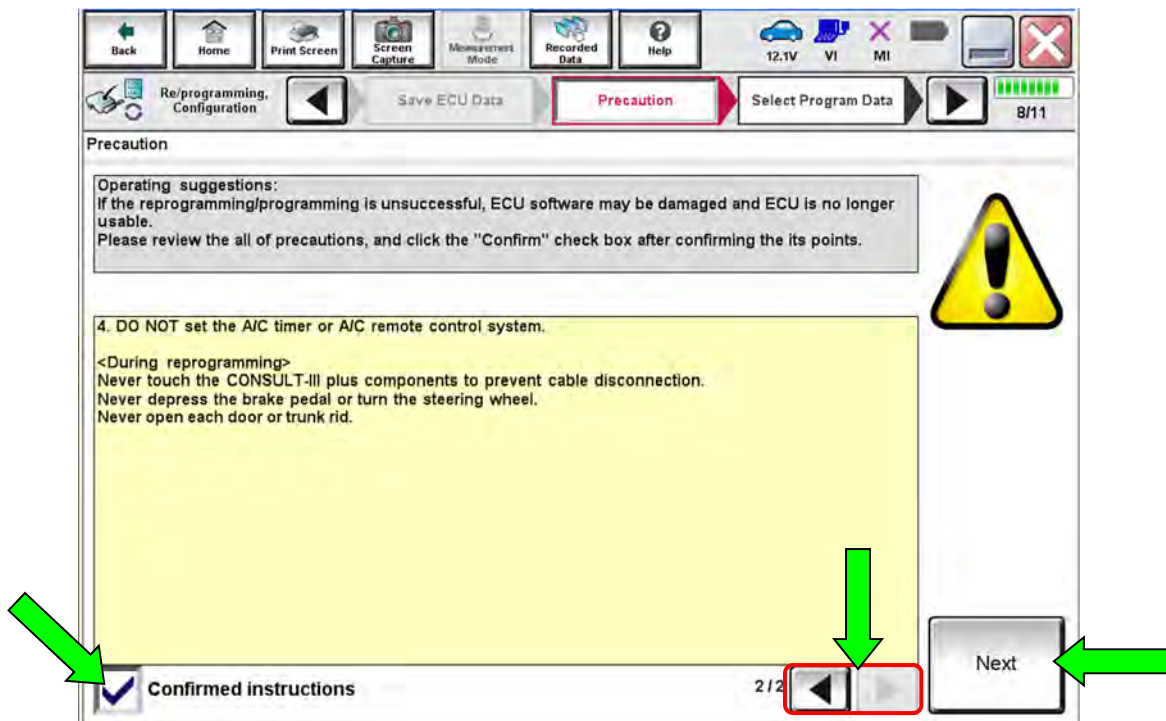 Back
Home
Print Screen
Screen
Capture
Measurement
Mode
Recorded
Data
Help
12.1V
VI
MI
Re/programming,
Configuration
Save ECU Data
Precaution
Select Program Data
8/11
Precaution
Operating suggestions:
If the reprogramming/programming is unsuccessful, ECU software may be damaged and ECU is no longer
usable.
Please review the all of precautions, and click the "Confirm" check box after confirming the its points.
4. DO NOT set the A/C timer or A/C remote control system.
<During reprogramming>
Never touch the CONSULT-III plus components to prevent cable disconnection.
Never depress the brake pedal or turn the steering wheel.
Never open each door or trunk rid.
Confirmed instructions
2/2
Next